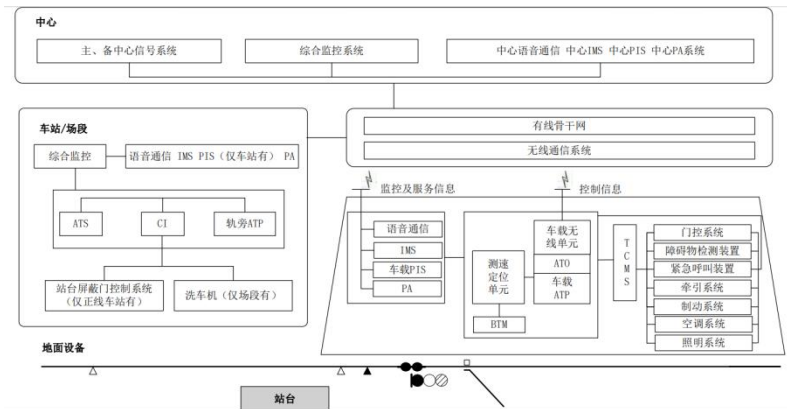 中心
主、备中心信号系统
综合监控系统
中心语音通信 中心IMS 中心PIS 中心PA系统
车站/场段
综合监控
语音通信 IMS PIS（仅车站有） PA
ATS
CI
轨旁ATP
站台屏蔽门控制系统
（仅正线车站有）
洗车机（仅场段有）
有线骨干网
无线通信系统
监控及服务信息
控制信息
语音通信
IMS
车载PIS
PA
测速
定位
单元
BTM
车载无
线单元
ATO
车载
ATP
T
C
M
S
门控系统
障碍物检测装置
紧急呼叫装置
牵引系统
制动系统
空调系统
照明系统
地面设备
站台